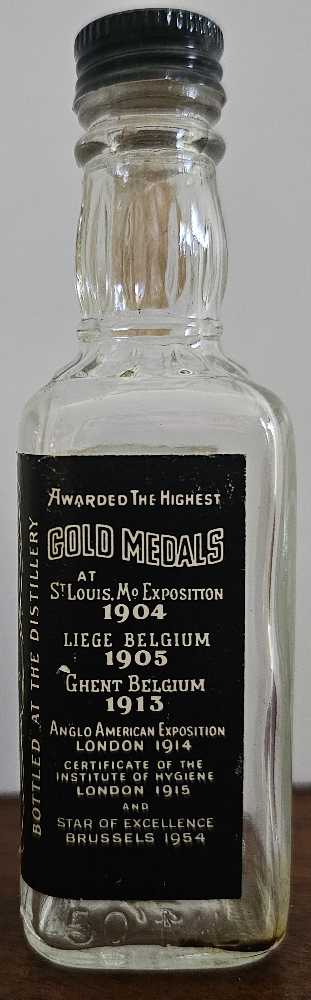 AWARDED THE HIGHEST
GOLD MEDALS
AT
ST LOUIS, MO EXPOSITION
1904
LIEGE BELGIUM
1905
GHENT BELGIUM
1913
ANGLO AMERICAN EXPOSITION
LONDON 1914
CERTIFICATE OF THE
INSTITUTE OF HYGIENE
LONDON 1915
AND
STAR OF EXCELLENCE
BRUSSELS 1954
BOTTLED AT THE DISTILLERY